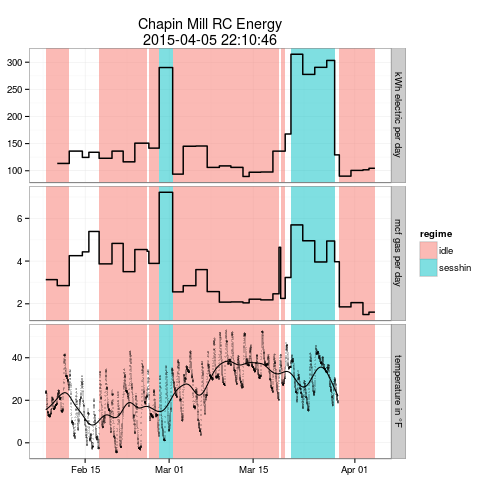 Chapin Mill RC Energy
2015-04-05 22:10:46
300
250
200
150
100
kWh electric per day
6
4
2
mcf gas per day
regime
idle
sesshin
40
20
0
temperature in °F
Feb 15
Mar 01
Mar 15
Apr 01